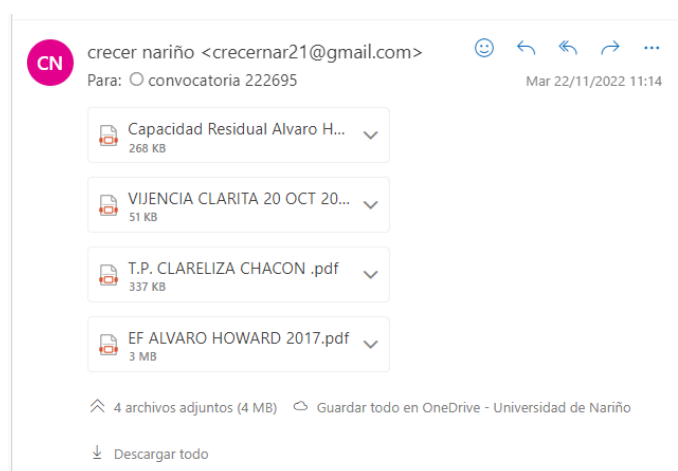 CN
crecer nariño <crecernar21@gmail.com>
Para: convocatoria 222695
Mar 22/11/2022 11:14
Capacidad Residual Alvaro H...
268 KB
VIJENCIA CLARITA 20 OCT 20...
51 KB
T.P. CLARELIZA CHACON .pdf
337 KB
EF ALVARO HOWARD 2017.pdf
3 MB
4 archivos adjuntos (4 MB) Guardar todo en OneDrive - Universidad de Nariño
Descargar todo